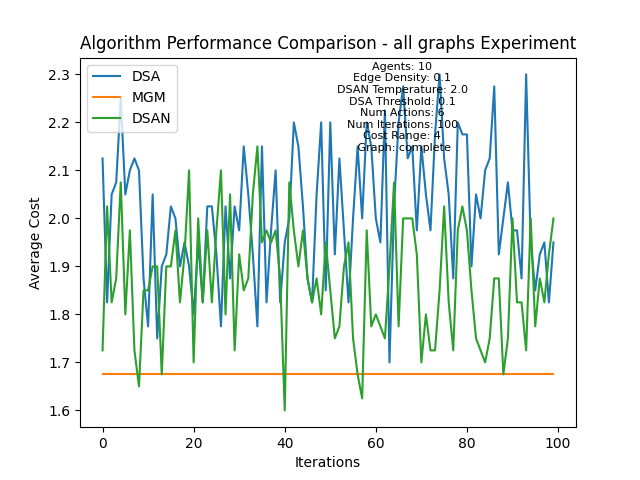 Algorithm Performance Comparison - all graphs Experiment
DSA
MGM
DSAN
Agents: 10
Edge Density: 0.1
DSAN Temperature: 2.0
DSA Threshold: 0.1
Num Actions: 6
Num Iterations: 100
Cost Range: 4
Graph: complete
Average Cost
2.3
2.2
2.1
2.0
1.9
1.8
1.7
1.6
0
20
40
60
80
100
Iterations